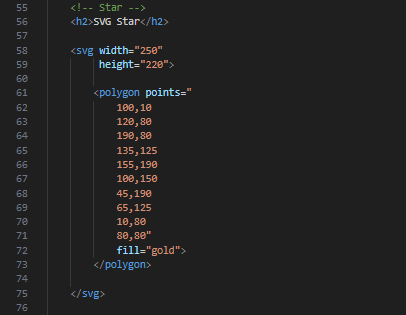 55 <!-- Star -->
56 <h2>SVG Star</h2>
57
58 <svg width="250"
59 height="220">
60
61 <polygon points="
62 100,10
63 120,80
64 190,80
65 135,125
66 155,190
67 100,150
68 45,190
69 65,125
70 10,80
71 80,80"
72 fill="gold">
73 </polygon>
74
75 </svg>
76